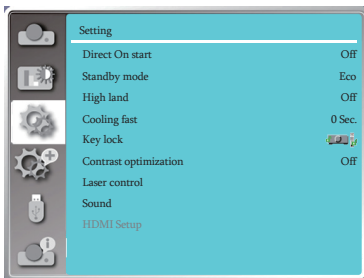 Setting
Direct On start Off
Standby mode Eco
High land Off
Cooling fast 0 Sec.
Key lock
Contrast optimization Off
Laser control
Sound
HDMI Setup